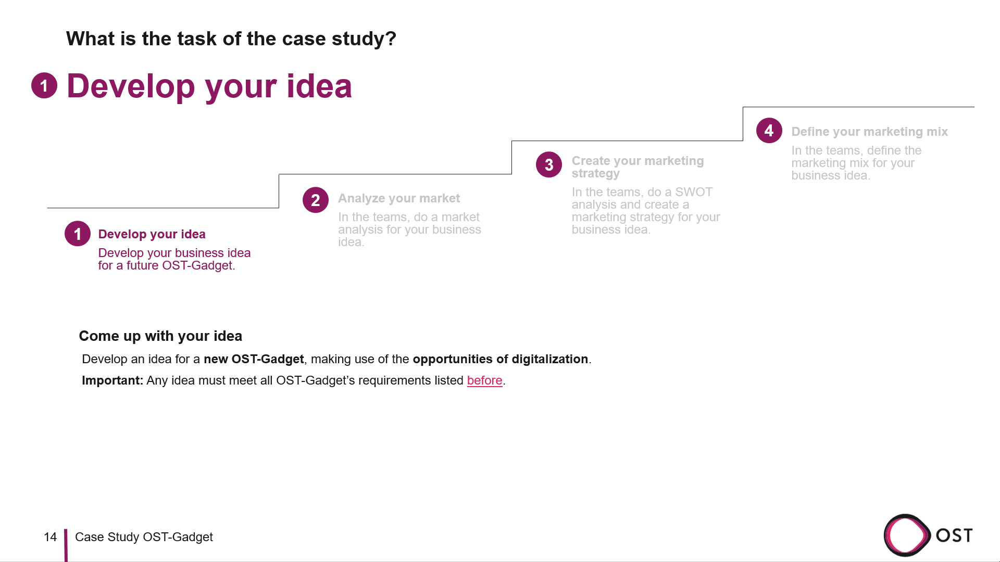 What is the task of the case study?
1 Develop your idea
4 Define your marketing mix
In the teams, define the
marketing mix for your
business idea.
3 Create your marketing
strategy
In the teams, do a SWOT
analysis and create a
marketing strategy for your
business idea.
2 Analyze your market
In the teams, do a market
analysis for your business
idea.
1 Develop your idea
Develop your business idea
for a future OST-Gadget.
Come up with your idea
Develop an idea for a new OST-Gadget, making use of the opportunities of digitalization.
Important: Any idea must meet all OST-Gadget’s requirements listed before.
14 Case Study OST-Gadget
OST